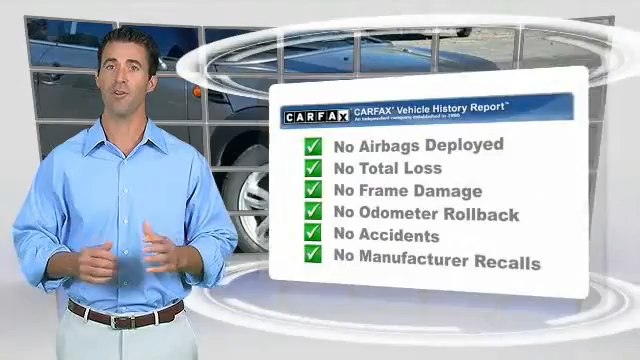 CARFAX CARFAX® Vehicle History Report™
An independent company established in 1986
No Airbags Deployed
No Total Loss
No Frame Damage
No Odometer Rollback
No Accidents
No Manufacturer Recalls